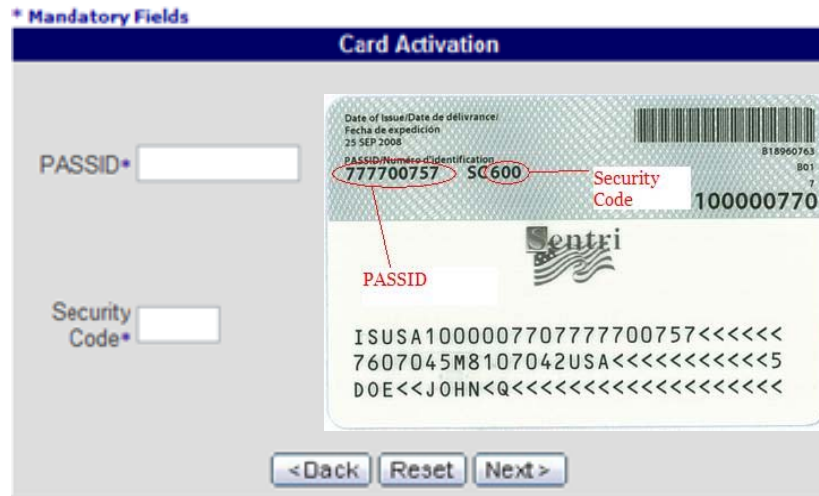 * Mandatory Fields
Card Activation
Date of Issue/Date de délivrance/
Fecha de expedición
25 SEP 2008
PASSID/Numéro d'identification
777700757 SC600
B18960763
B01
7
100000770
PASSID*
Security
Code
Sentri
PASSID
Security
Code*
ISUSA1000007707777700757<<<<<<
7607045M8107042USA<<<<<<<<<<<5
DOE<<JOHN<Q<<<<<<<<<<<<<<<<<<<
<Back
Reset
Next>